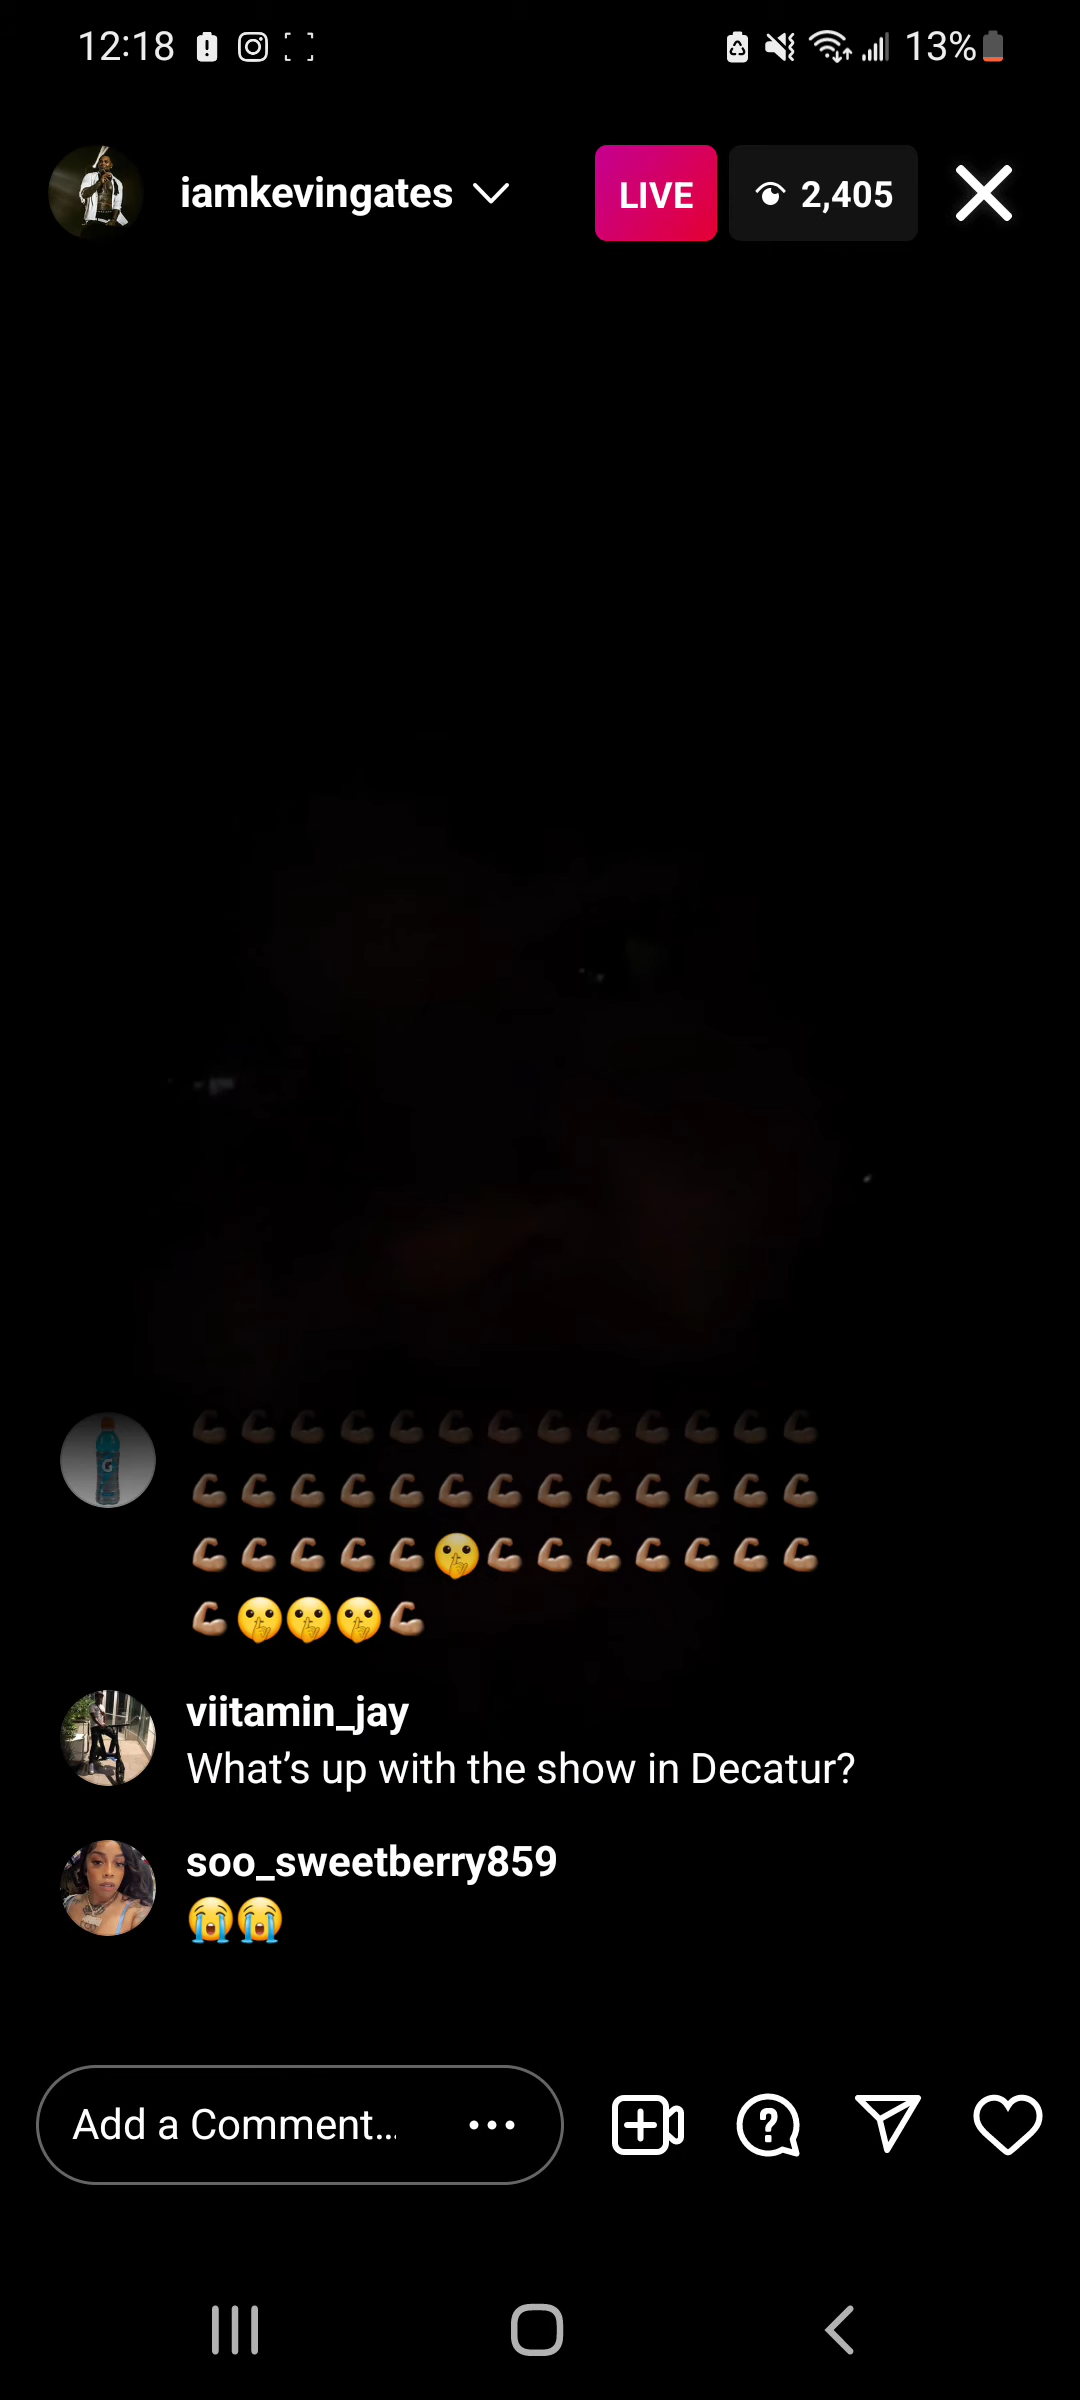 12:18 13%
iamkevingates LIVE 2,405
💪🏽💪🏽💪🏽💪🏽💪🏽💪🏽💪🏽💪🏽💪🏽💪🏽💪🏽💪🏽💪🏽
💪🏽💪🏽💪🏽💪🏽💪🏽💪🏽💪🏽💪🏽💪🏽💪🏽💪🏽💪🏽💪🏽
💪🏽💪🏽💪🏽💪🏽💪🏽🤫💪🏽💪🏽💪🏽💪🏽💪🏽💪🏽💪🏽
💪🏽🤫🤫🤫💪🏽
viitamin_jay
What’s up with the show in Decatur?
soo_sweetberry859
😭😭
Add a Comment...